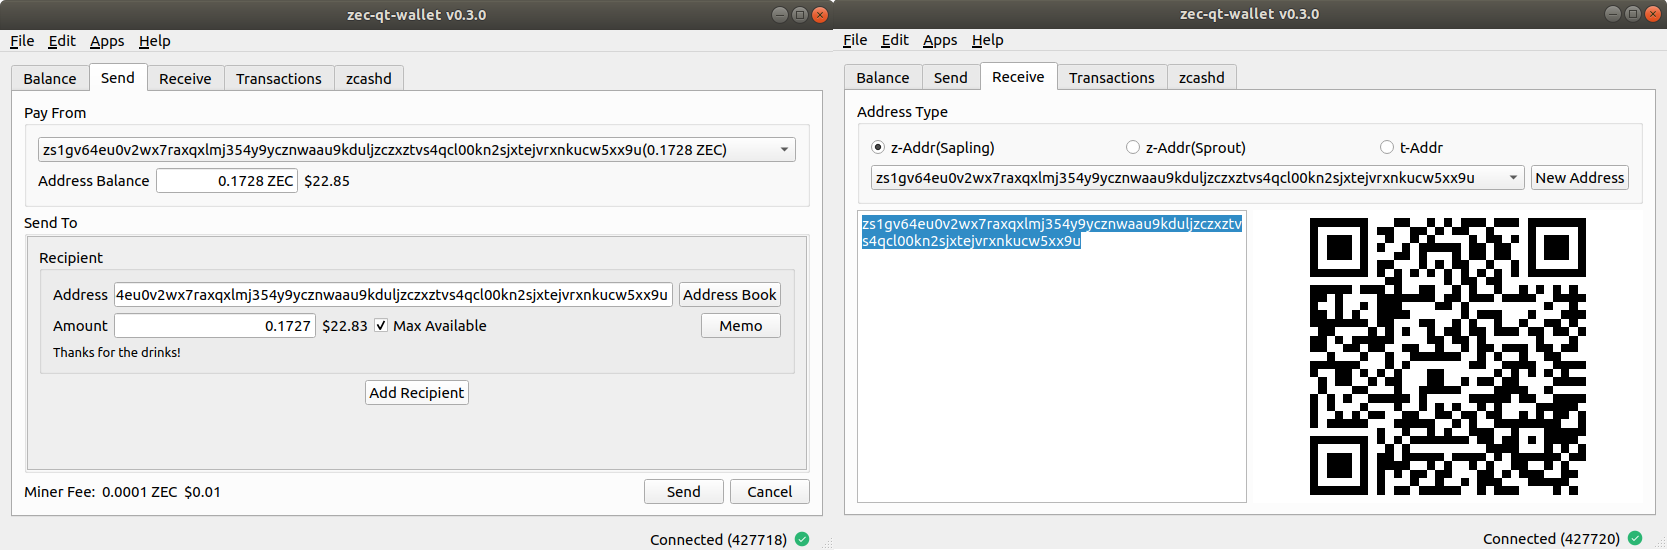 zec-qt-wallet v0.3.0
File Edit Apps Help
Balance Send Receive Transactions zcashd
Pay From
zs1gv64eu0v2wx7raxqxlmj354y9ycznwaau9kduljzczxztvs4qcl00kn2sjxtejvrxnkucw5xx9u(0.1728 ZEC)
Address Balance 0.1728 ZEC $22.85
Send To
Recipient
Address 4eu0v2wx7raxqxlmj354y9ycznwaau9kduljzczxztvs4qcl00kn2sjxtejvrxnkucw5xx9u Address Book
Amount 0.1727 $22.83 Max Available Memo
Thanks for the drinks!
Add Recipient
Miner Fee: 0.0001 ZEC $0.01 Send Cancel
Connected (427718)
zec-qt-wallet v0.3.0
File Edit Apps Help
Balance Send Receive Transactions zcashd
Address Type
z-Addr(Sapling) z-Addr(Sprout) t-Addr
zs1gv64eu0v2wx7raxqxlmj354y9ycznwaau9kduljzczxztvs4qcl00kn2sjxtejvrxnkucw5xx9u New Address
zs1gv64eu0v2wx7raxqxlmj354y9ycznwaau9kduljzczxztv
s4qcl00kn2sjxtejvrxnkucw5xx9u
Connected (427720)